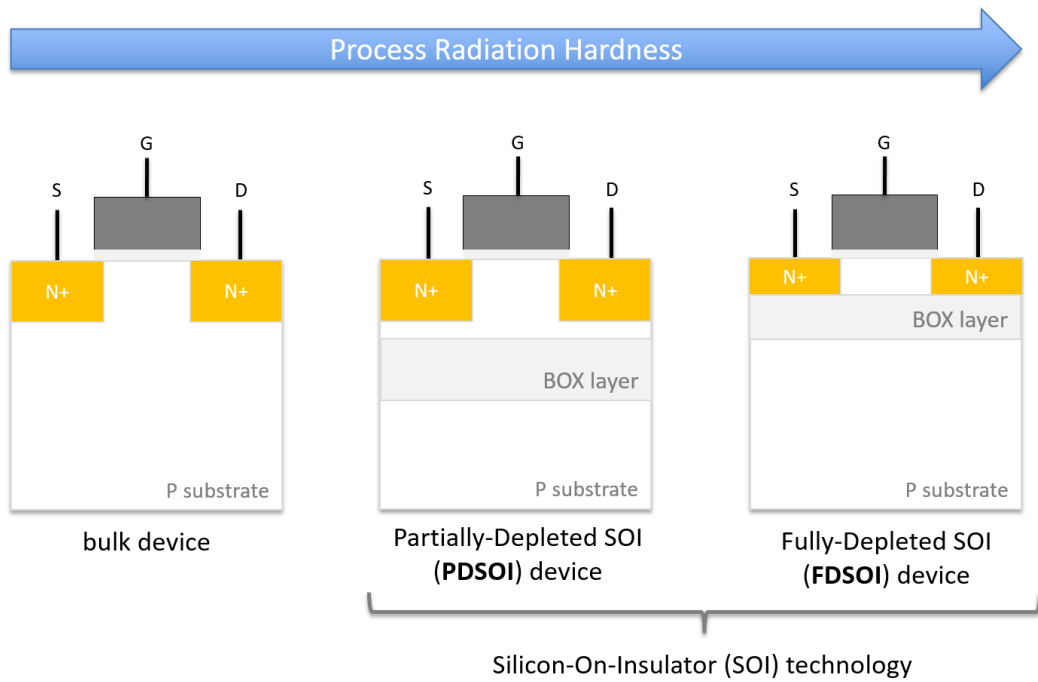 Process Radiation Hardness
G
S
D
N+
N+
P substrate
bulk device
G
S
D
N+
N+
BOX layer
P substrate
Partially-Depleted SOI
(PDSOI) device
G
S
D
N+
N+
BOX layer
P substrate
Fully-Depleted SOI
(FDSOI) device
Silicon-On-Insulator (SOI) technology